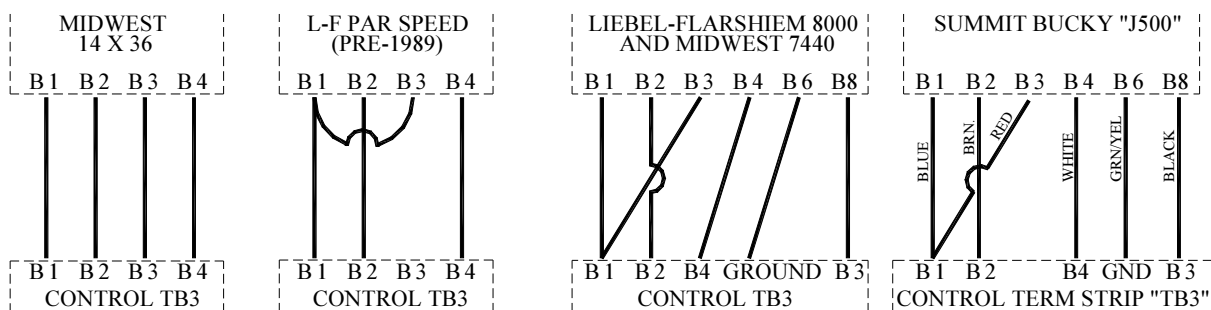 MIDWEST
14 X 36
B1 B2 B3 B4
B1 B2 B3 B4
CONTROL TB3
L-F PAR SPEED
(PRE-1989)
B1 B2 B3 B4
B1 B2 B3 B4
CONTROL TB3
LIEBEL-FLARSHIEM 8000
AND MIDWEST 7440
B1 B2 B3 B4 B6 B8
B1 B2 B4 GROUND B3
CONTROL TB3
SUMMIT BUCKY "J500"
B1 B2 B3 B4 B6 B8
BLUE
BRN.
RED
WHITE
GRN/YEL
BLACK
B1 B2 B4 GND B3
CONTROL TERM STRIP "TB3"